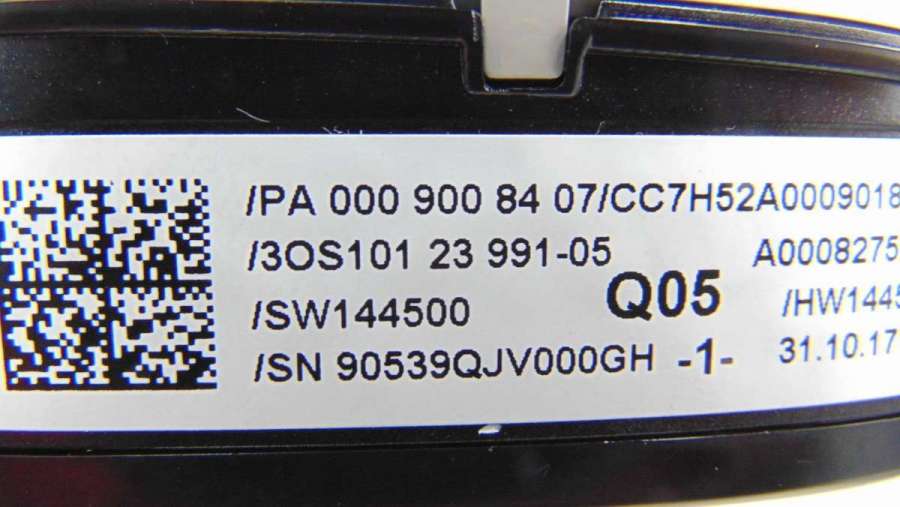 /PA 000 900 84 07/CC7H52A0009018
/3OS101 23 991-05 A0008275
/SW144500 Q05 /HW1445
/SN 90539QJV000GH -1- 31.10.17